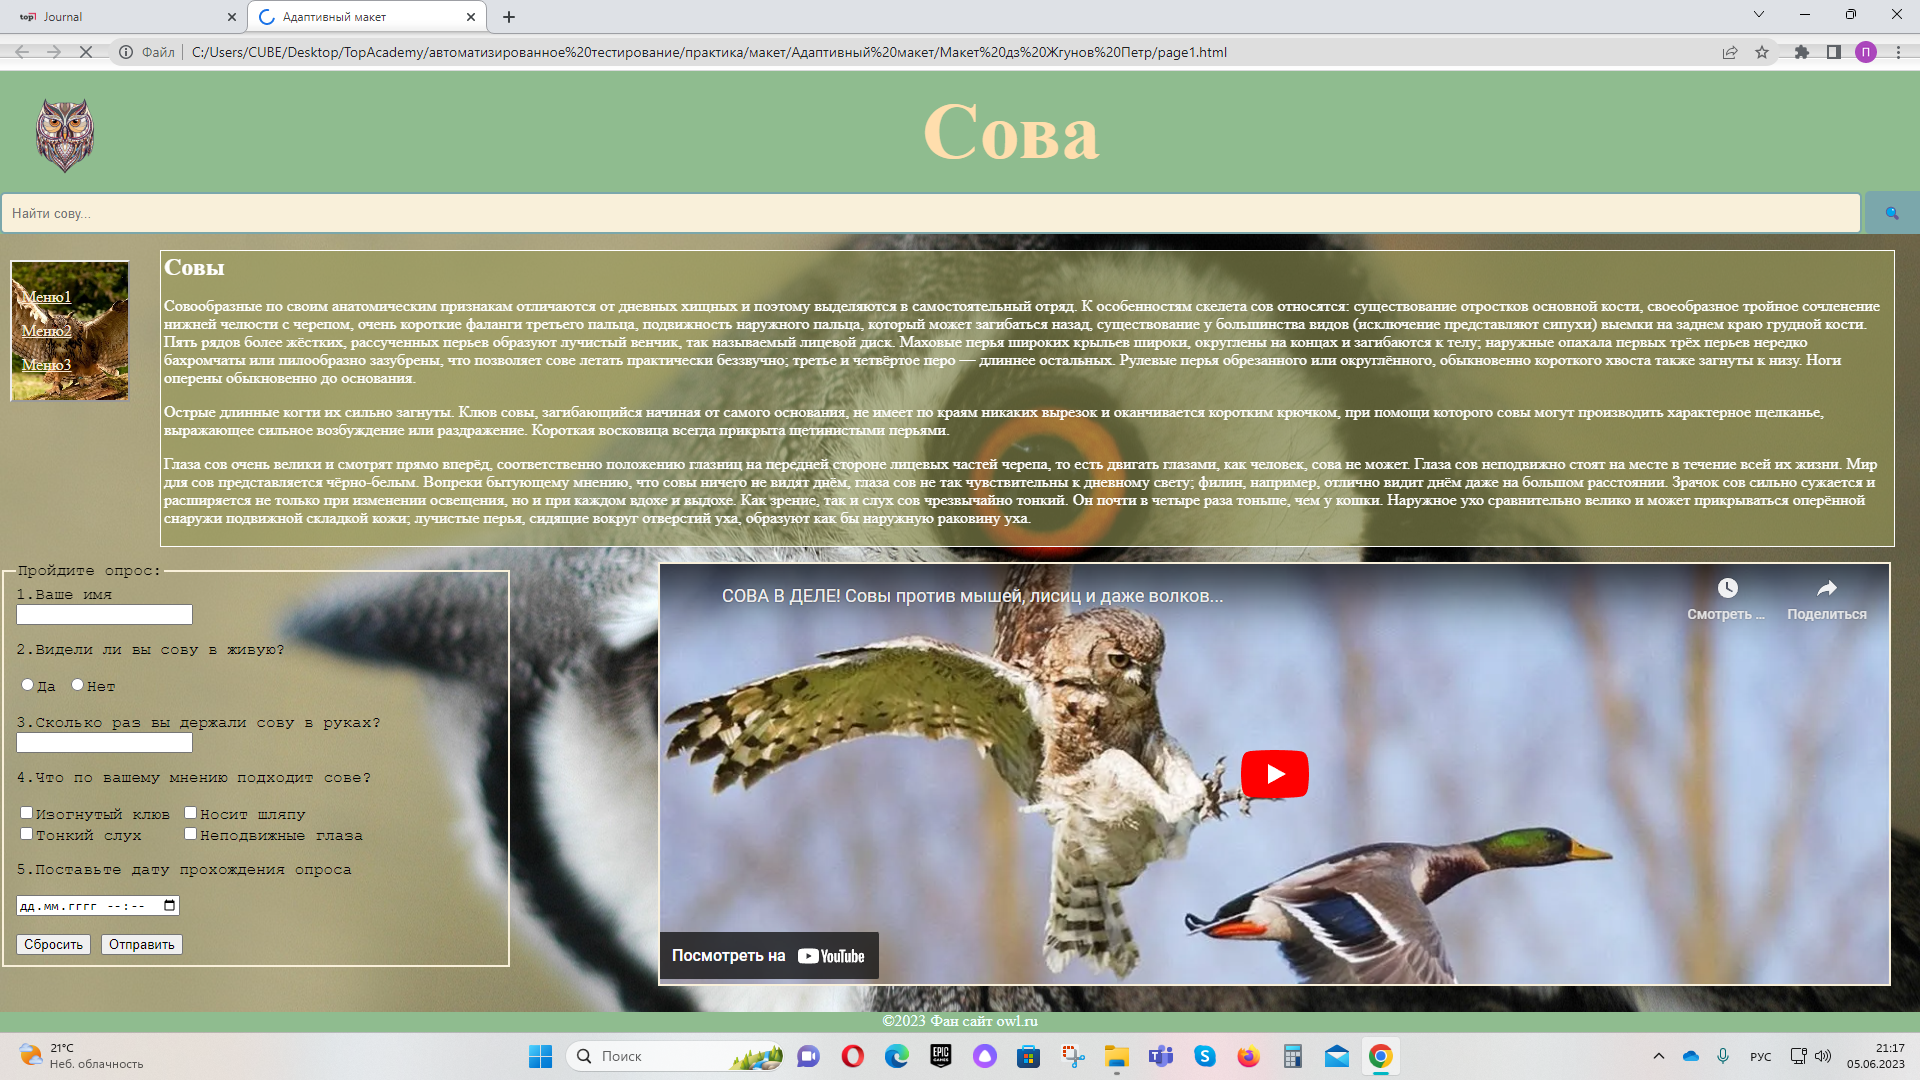 top
Journal
Адаптивный макет
Файл
C:/Users/CUBE/Desktop/TopAcademy/автоматизированное%20тестирование/практика/макет/Адаптивный%20макет/Макет%20дз%20Жгунов%20Петр/page1.html
П
Сова
Найти сову...
Меню1
Меню2
Меню3
Совы
Совообразные по своим анатомическим признакам отличаются от дневных хищных и поэтому выделяются в самостоятельный отряд. К особенностям скелета сов относятся: существование отростков основной кости, своеобразное тройное сочленение
нижней челюсти с черепом, очень короткие фаланги третьего пальца, подвижность наружного пальца, который может загибаться назад, существование у большинства видов (исключение представляют сипухи) выемки на заднем краю грудной кости.
Пять рядов более жёстких, рассученных перьев образуют лучистый венчик, так называемый лицевой диск. Маховые перья широких крыльев широки, округлены на концах и загибаются к телу; наружные опахала первых трёх перьев нередко
бахромчаты или пилообразно зазубрены, что позволяет сове летать практически беззвучно; третье и четвёртое перо — длиннее остальных. Рулевые перья обрезанного или округлённого, обыкновенно короткого хвоста также загнуты к низу. Ноги
оперены обыкновенно до основания.
Острые длинные когти их сильно загнуты. Клюв совы, загибающийся начиная от самого основания, не имеет по краям никаких вырезок и оканчивается коротким крючком, при помощи которого совы могут производить характерное щелканье,
выражающее сильное возбуждение или раздражение. Короткая восковица всегда прикрыта щетинистыми перьями.
Глаза сов очень велики и смотрят прямо вперёд, соответственно положению глазниц на передней стороне лицевых частей черепа, то есть двигать глазами, как человек, сова не может. Глаза сов неподвижно стоят на месте в течение всей их жизни. Мир
для сов представляется чёрно-белым. Вопреки бытующему мнению, что совы ничего не видят днём, глаза сов не так чувствительны к дневному свету; филин, например, отлично видит днём даже на большом расстоянии. Зрачок сов сильно сужается и
расширяется не только при изменении освещения, но и при каждом вдохе и выдохе. Как зрение, так и слух сов чрезвычайно тонкий. Он почти в четыре раза тоньше, чем у кошки. Наружное ухо сравнительно велико и может прикрываться оперённой
снаружи подвижной складкой кожи; лучистые перья, сидящие вокруг отверстий уха, образуют как бы наружную раковину уха.
Пройдите опрос:
1.Ваше имя
2.Видели ли вы сову в живую?
Да Нет
3.Сколько раз вы держали сову в руках?
4.Что по вашему мнению подходит сове?
Изогнутый клюв Носит шляпу
Тонкий слух Неподвижные глаза
5.Поставьте дату прохождения опроса
дд.мм.гггг --:--
Сбросить Отправить
СОВА В ДЕЛЕ! Совы против мышей, лисиц и даже волков...
Смотреть ...
Поделиться
Посмотреть на YouTube
©2023 Фан сайт owl.ru
21°C
Неб. облачность
Поиск
EPIC GAMES
РУС
21:17
05.06.2023